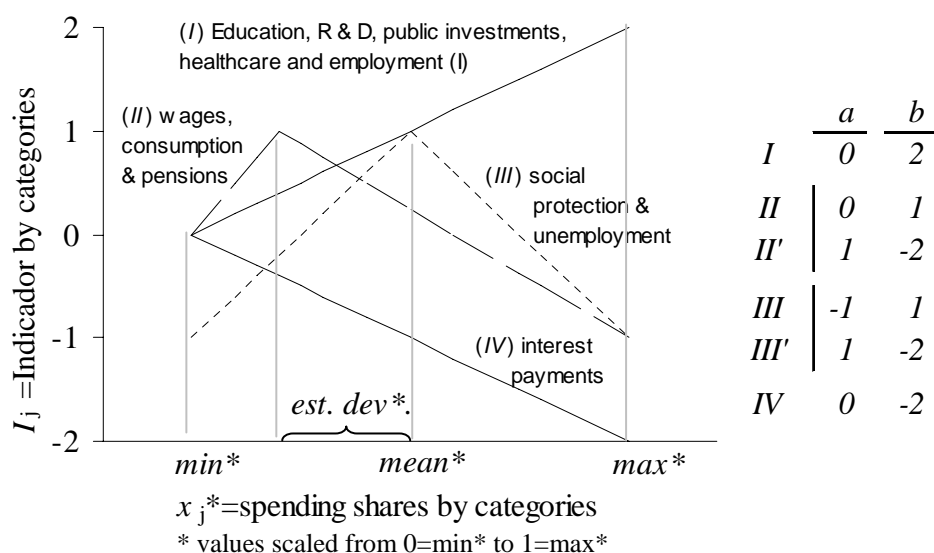 2
1
0
-1
-2
I j =Indicador by categories
(I) Education, R & D, public investments,
healthcare and employment (I)
(II) wages,
consumption
& pensions
(III) social
protection &
unemployment
(IV) interest
payments
est. dev*.
min* mean* max*
x j*=spending shares by categories
* values scaled from 0=min* to 1=max*
a b
I 0 2
II 0 1
II' 1 -2
III -1 1
III' 1 -2
IV 0 -2